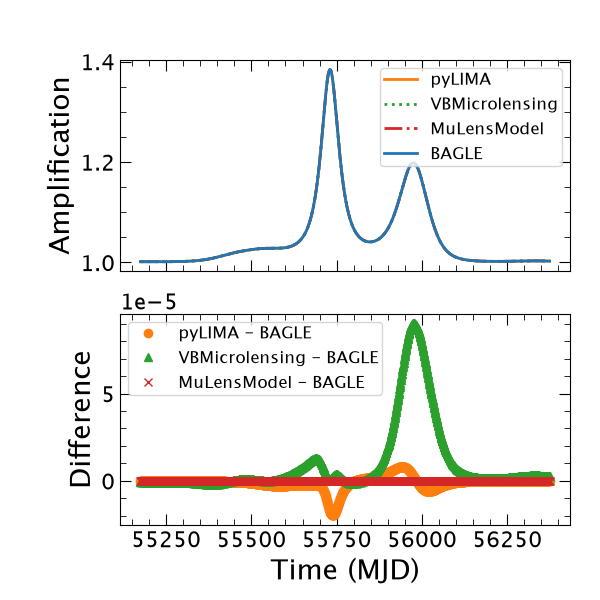 1.4
1.2
1.0
Amplification
pyLIMA
VBMicrolensing
MuLensModel
BAGLE
1e−5
5
0
Difference
pyLIMA − BAGLE
VBMicrolensing − BAGLE
MuLensModel − BAGLE
55250 55500 55750 56000 56250
Time (MJD)